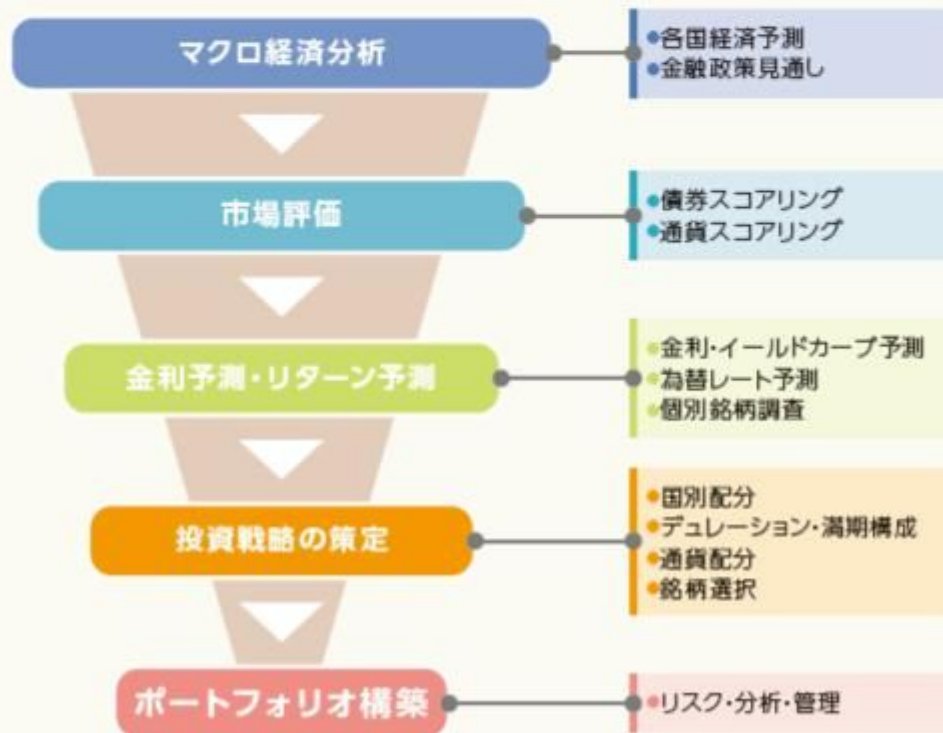 マクロ経済分析
●各国経済予測
●金融政策見通し
市場評価
●債券スコアリング
●通貨スコアリング
金利予測・リターン予測
●金利・イールドカーブ予測
●為替レート予測
●個別銘柄調査
投資戦略の策定
●国別配分
●デュレーション・満期構成
●通貨配分
●銘柄選択
ポートフォリオ構築
●リスク・分析・管理